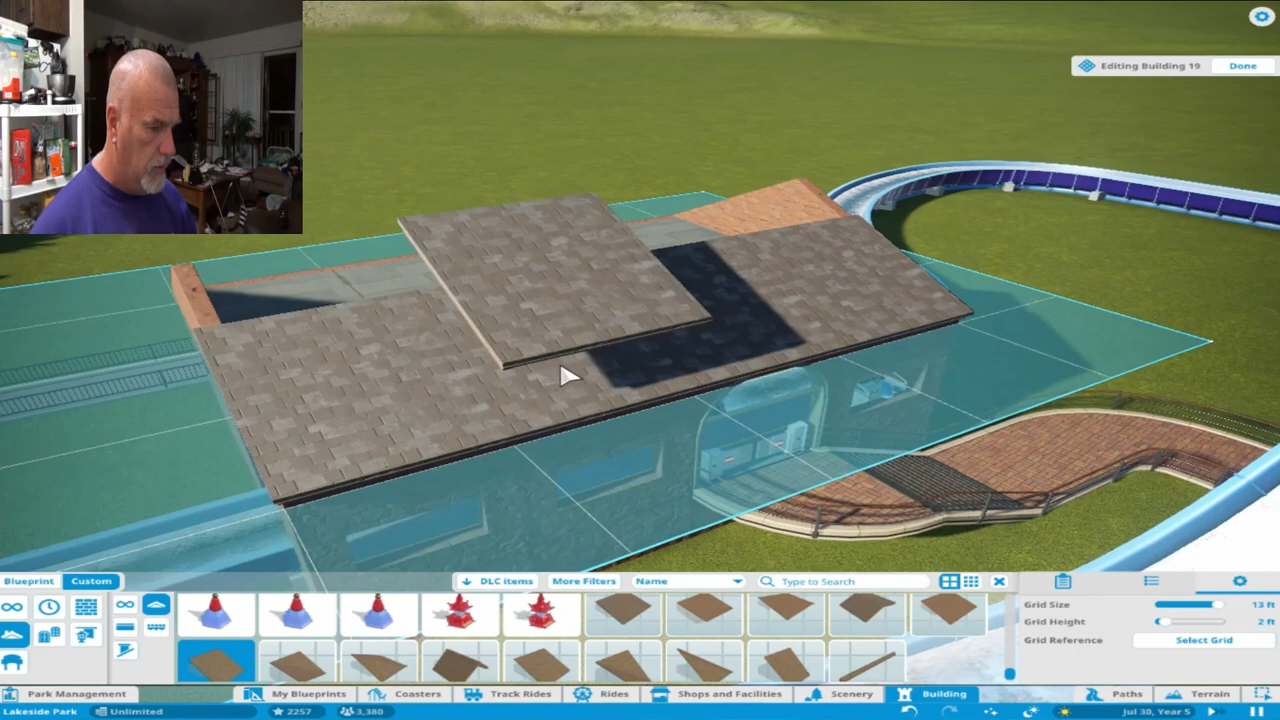 Editing Building 19 Done
Blueprint Custom DLC items More Filters Name Type to Search
Grid Size 13 ft
Grid Height 2 ft
Grid Reference Select Grid
Park Management My Blueprints Coasters Track Rides Rides Shops and Facilities Scenery Building Paths Terrain
Lakeside Park Unlimited 2257 3,380 Jul 30, Year 5